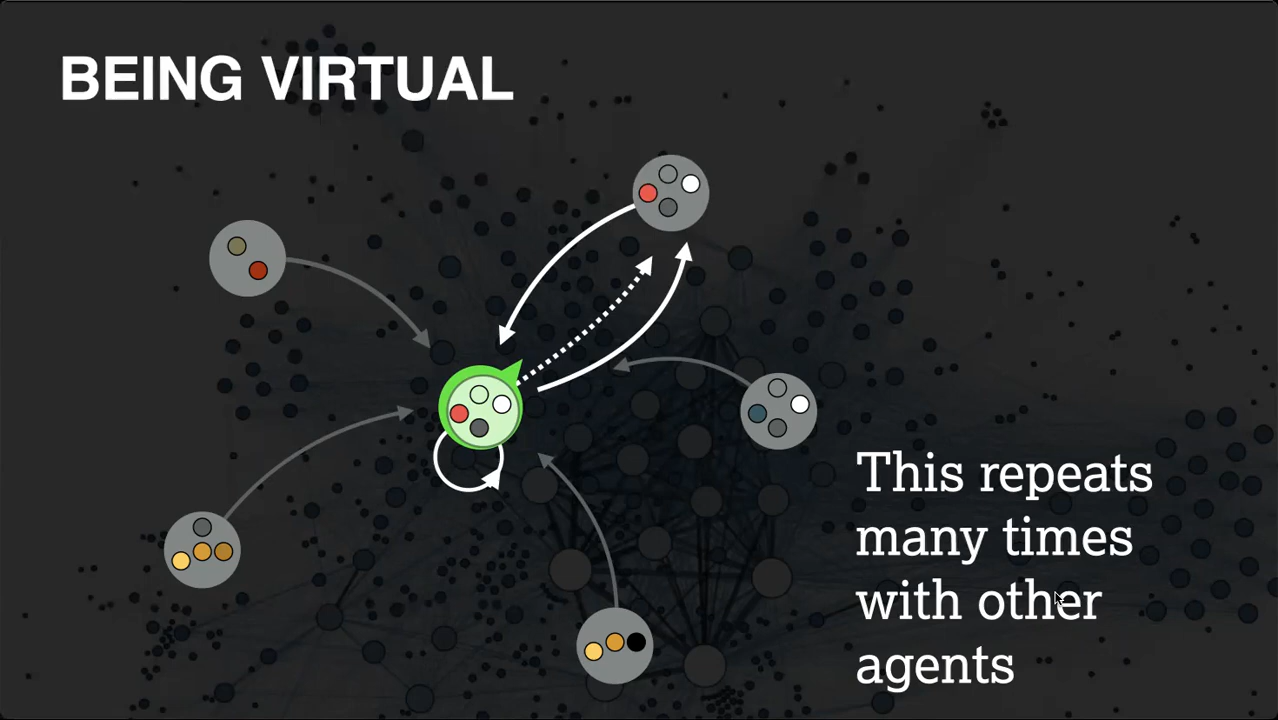 BEING VIRTUAL
This repeats
many times
with other
agents